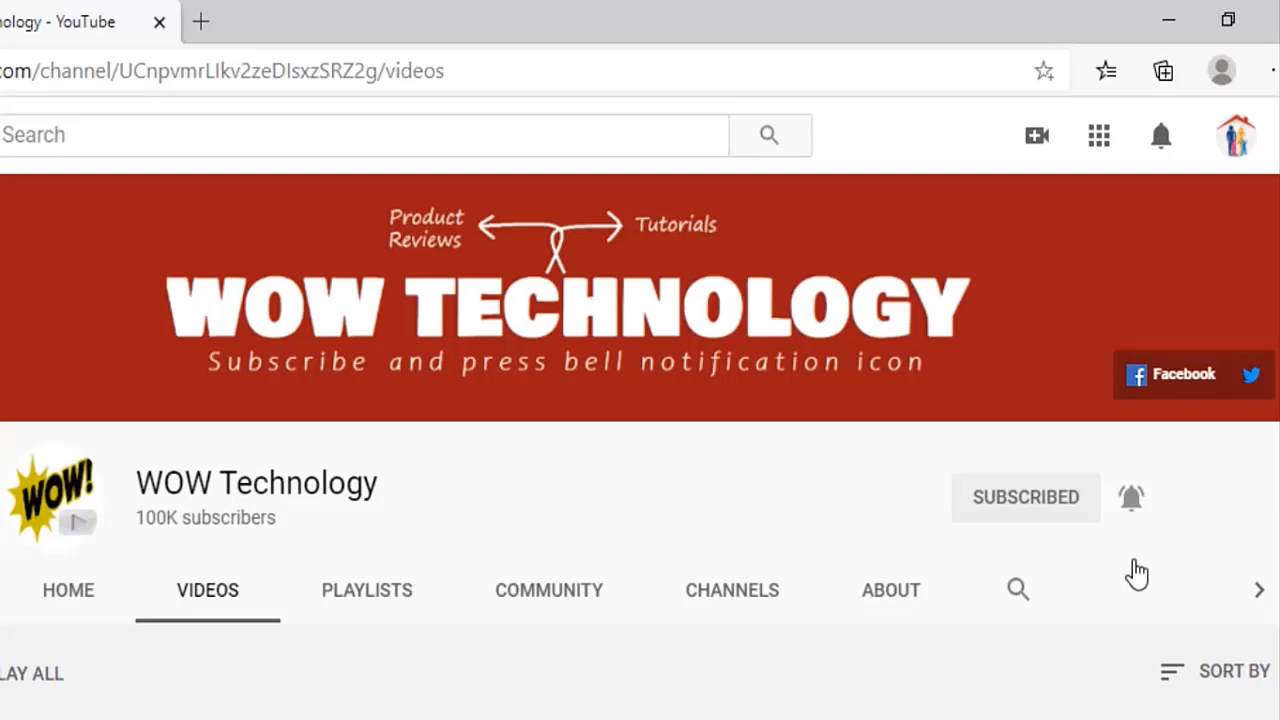 nology - YouTube
com/channel/UCnpvmrLIkv2zeDIsxzSRZ2g/videos
Search
Product
Reviews
Tutorials
WOW TECHNOLOGY
Subscribe and press bell notification icon
Facebook
WOW!
WOW Technology
100K subscribers
SUBSCRIBED
HOME VIDEOS PLAYLISTS COMMUNITY CHANNELS ABOUT
LAY ALL
SORT BY